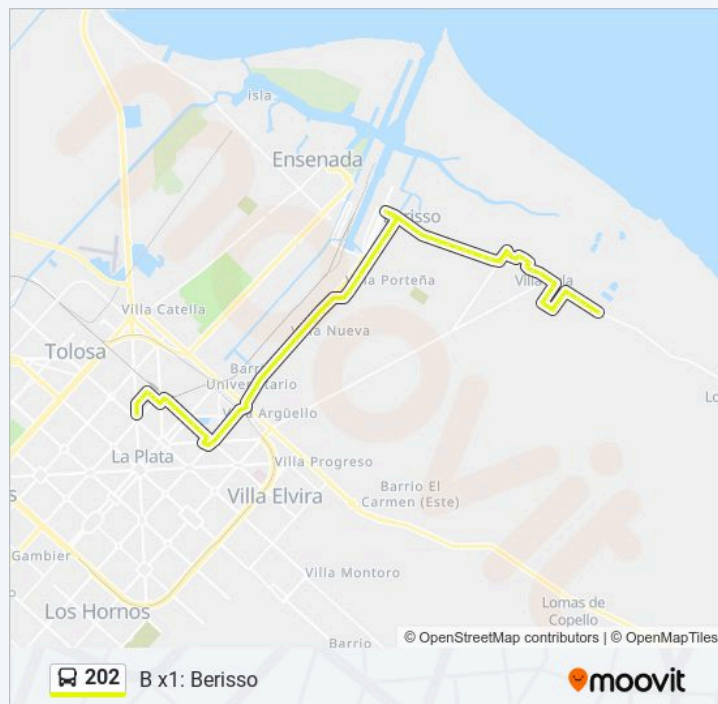 isla
Ensenada
Berisso
Villa Porteña
Villa Catella
Villa Nueva
Tolosa
Barrio
Universitario
Villa Argüello
La Plata
Villa Progreso
Villa Elvira
Barrio El
Carmen (Este)
Gambier
Villa Montoro
Los Hornos
Lomas de
Copello
Barrio
© OpenStreetMap contributors | © OpenMapTiles
202 B x1: Berisso
moovit